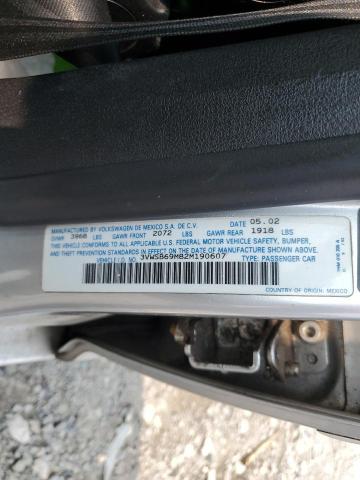 MANUFACTURED BY VOLKSWAGEN DE MEXICO S.A. DE C.V. DATE 05.02
GVWR 3968 LBS GAWR FRONT 2072 LBS GAWR REAR 1918 LBS
THIS VEHICLE CONFORMS TO ALL APPLICABLE U.S. FEDERAL MOTOR VEHICLE SAFETY, BUMPER,
AND THEFT PREVENTION STANDARDS IN EFFECT ON THE DATE OF MANUFACTURE SHOWN ABOVE
VEHICLE I.D. NO. 3VWSB69M82M190607 TYPE: PASSENGER CAR
COUNTRY OF ORIGIN: MEXICO